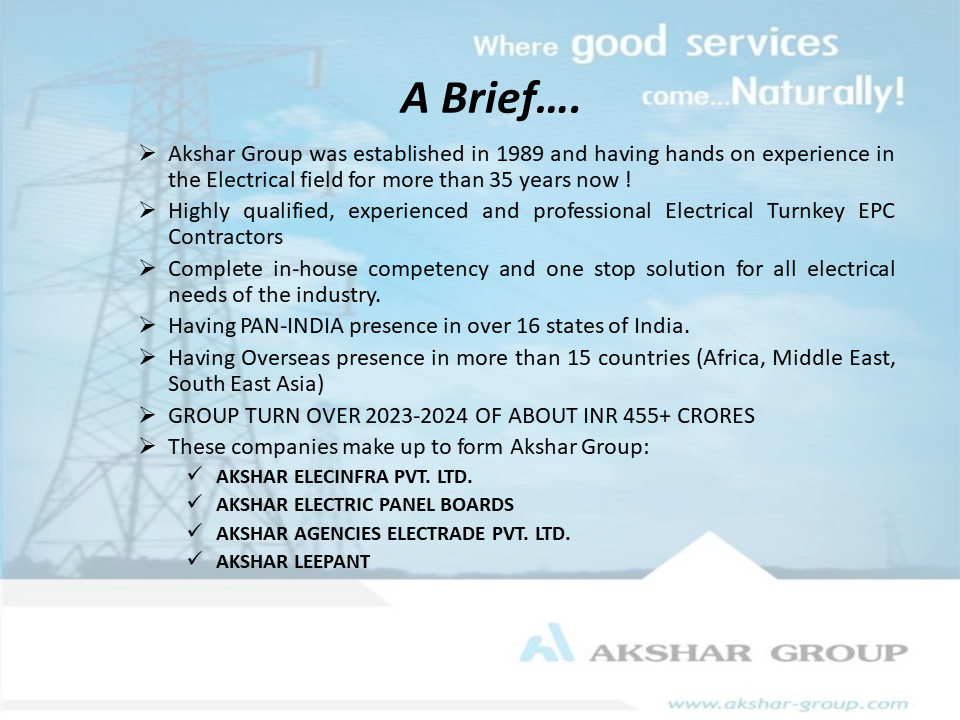 Where good services
come...Naturally!
A Brief….
➢ Akshar Group was established in 1989 and having hands on experience in
the Electrical field for more than 35 years now !
➢ Highly qualified, experienced and professional Electrical Turnkey EPC
Contractors
➢ Complete in-house competency and one stop solution for all electrical
needs of the industry.
➢ Having PAN-INDIA presence in over 16 states of India.
➢ Having Overseas presence in more than 15 countries (Africa, Middle East,
South East Asia)
➢ GROUP TURN OVER 2023-2024 OF ABOUT INR 455+ CRORES
➢ These companies make up to form Akshar Group:
✓ AKSHAR ELECINFRA PVT. LTD.
✓ AKSHAR ELECTRIC PANEL BOARDS
✓ AKSHAR AGENCIES ELECTRADE PVT. LTD.
✓ AKSHAR LEEPANT
AKSHAR GROUP
www.akshar-group.com